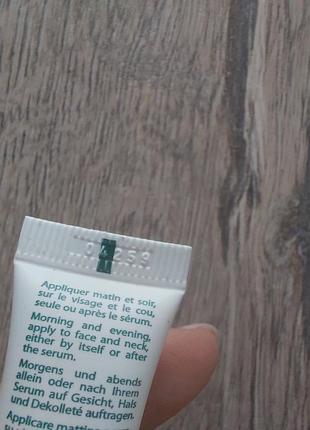 Appliquer matin et soir,
sur le visage et le cou,
seule ou après le sérum.
Morning and evening,
apply to face and neck,
either by itself or after
the serum.
Morgens und abends
allein oder nach Ihrem
Serum auf Gesicht, Hals
und Dekolleté auftragen.
Applicare mattino